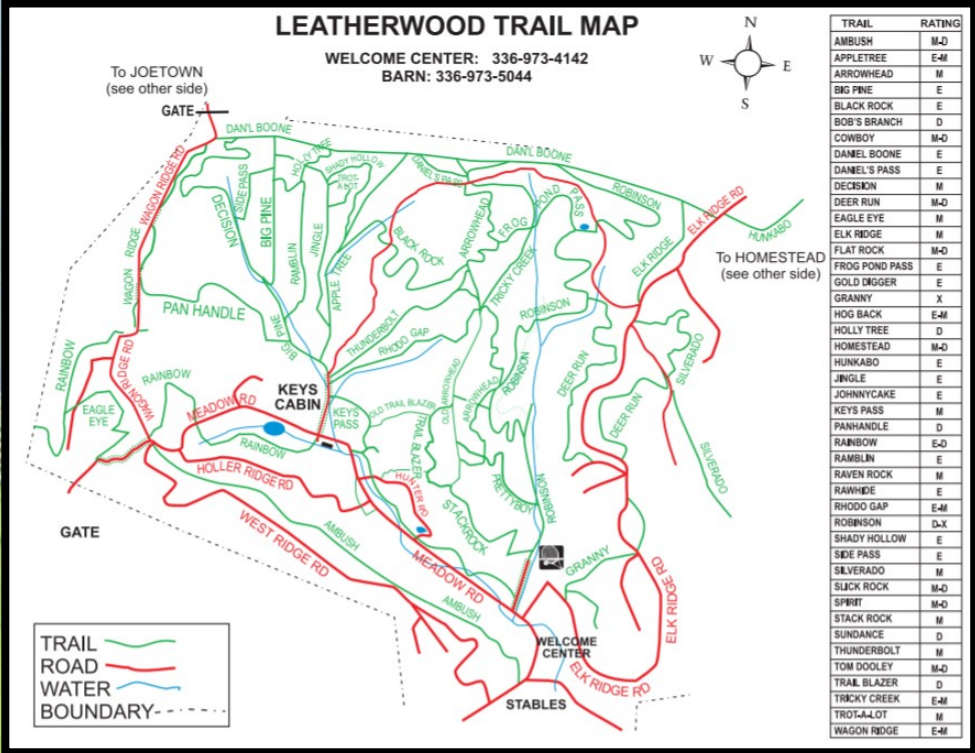 LEATHERWOOD TRAIL MAP
WELCOME CENTER: 336-973-4142
BARN: 336-973-5044
N
W
E
S
To JOETOWN
(see other side)
GATE
DAN'L BOONE
DAN'L BOONE
WAGON RIDGE RD
WAGON RIDGE
SIDE PASS
DECISION
BIG PINE
HOLLY TREE
SHADY HOLLOW
TROT-
A-LOT
RAMBLIN
JINGLE
APPLE TREE
DANIEL'S PASS
BLACK ROCK
ARROWHEAD
FROG POND PASS
ROBINSON
ELK RIDGE RD
HUNKABO
ELK RIDGE
To HOMESTEAD
(see other side)
TRICKY CREEK
ROBINSON
PAN HANDLE
BIG PINE
THUNDERBOLT
RHODO GAP
WAGON RIDGE RD
RAINBOW
RAINBOW
EAGLE
EYE
MEADOW RD
KEYS
CABIN
KEYS
PASS
OLD TRAIL BLAZER
TRAIL BLAZER
OLD ARROWHEAD
ARROWHEAD
ROBINSON
DEER RUN
DEER RUN
SILVERADO
SILVERADO
RAINBOW
HOLLER RIDGE RD
HUNTER RD
PRETTYBOY
ROBINSON
STACKROCK
GATE
WEST RIDGE RD
AMBUSH
MEADOW RD
AMBUSH
GRANNY
ELK RIDGE RD
WELCOME
CENTER
ELK RIDGE RD
STABLES
TRAIL
ROAD
WATER
BOUNDARY
TRAIL RATING
AMBUSH M-D
APPLETREE E-M
ARROWHEAD M
BIG PINE E
BLACK ROCK E
BOB'S BRANCH D
COWBOY M-D
DANIEL BOONE E
DANIEL'S PASS E
DECISION M
DEER RUN M-D
EAGLE EYE M
ELK RIDGE M
FLAT ROCK M-D
FROG POND PASS E
GOLD DIGGER E
GRANNY X
HOG BACK E-M
HOLLY TREE D
HOMESTEAD M-D
HUNKABO E
JINGLE E
JOHNNYCAKE E
KEYS PASS M
PANHANDLE D
RAINBOW E-D
RAMBLIN E
RAVEN ROCK M
RAWHIDE E
RHODO GAP E-M
ROBINSON D-X
SHADY HOLLOW E
SIDE PASS E
SILVERADO M
SLICK ROCK M-D
SPIRIT M-D
STACK ROCK M
SUNDANCE D
THUNDERBOLT M
TOM DOOLEY M-D
TRAIL BLAZER D
TRICKY CREEK E-M
TROT-A-LOT M
WAGON RIDGE E-M